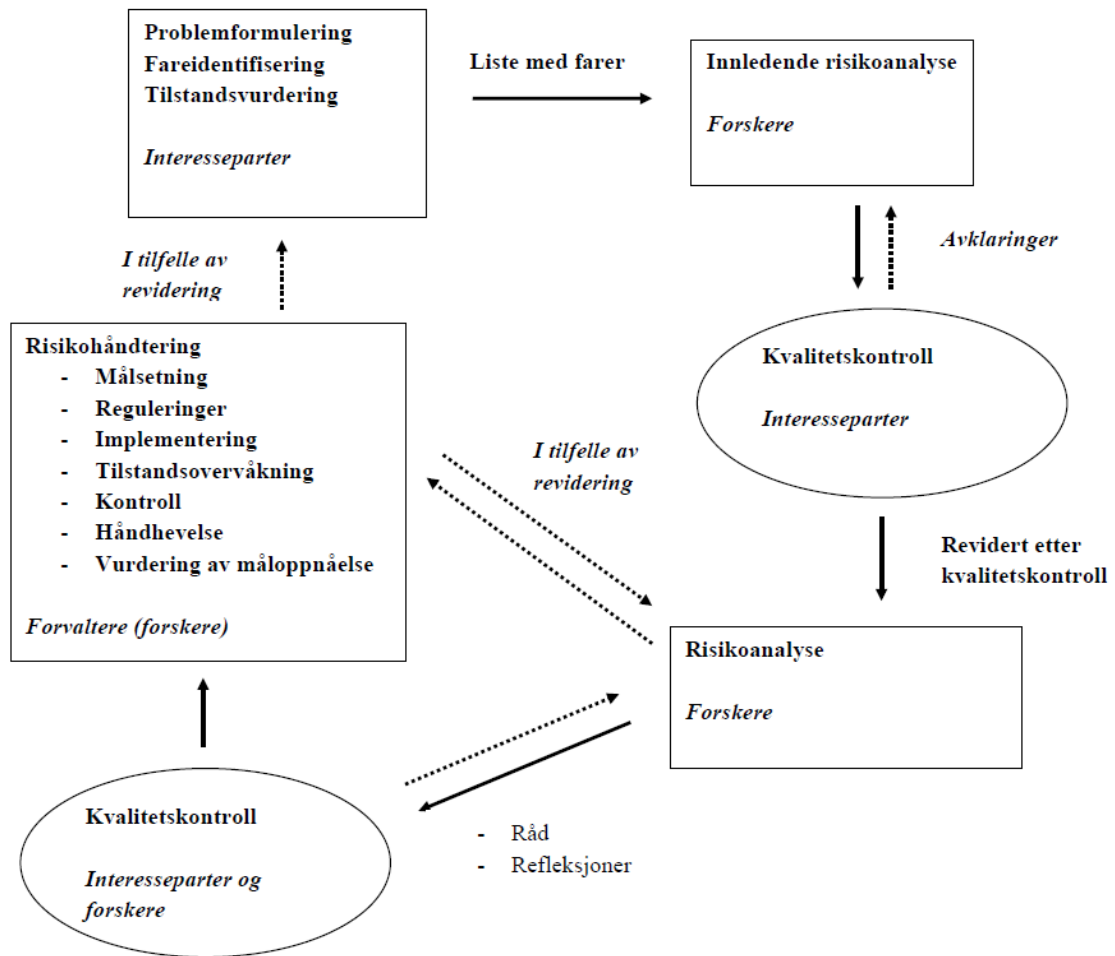 Problemformulering
Fareidentifisering
Tilstandsvurdering
Interesseparter
Liste med farer
Innledende risikoanalyse
Forskere
Avklaringer
Kvalitetskontroll
Interesseparter
Revidert etter
kvalitetskontroll
Risikoanalyse
Forskere
I tilfelle av
revidering
I tilfelle av
revidering
Risikohåndtering
- Målsetning
- Reguleringer
- Implementering
- Tilstandsovervåkning
- Kontroll
- Håndhevelse
- Vurdering av måloppnåelse
Forvaltere (forskere)
- Råd
- Refleksjoner
Kvalitetskontroll
Interesseparter og
forskere